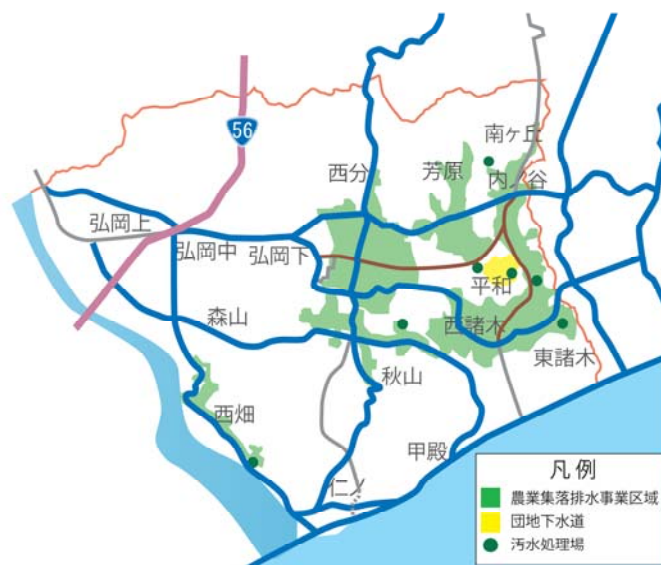 56
南ヶ丘
西分
芳原
内ノ谷
弘岡上
弘岡中
弘岡下
平和
森山
西諸木
東諸木
秋山
西畑
甲殿
仁ノ
凡例
農業集落排水事業区域
団地下水道
汚水処理場